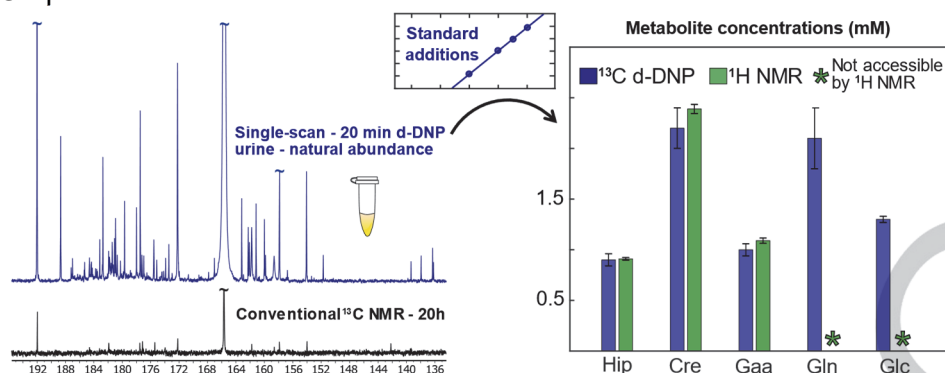 Standard
additions
Single-scan - 20 min d-DNP
urine - natural abundance
Conventional ¹³C NMR - 20h
192 188 184 180 176 172 168 164 160 156 152 148 144 140 136
Metabolite concentrations (mM)
¹³C d-DNP ¹H NMR * Not accessible
by ¹H NMR
1.5
0.5
* *
Hip Cre Gaa Gln Glc